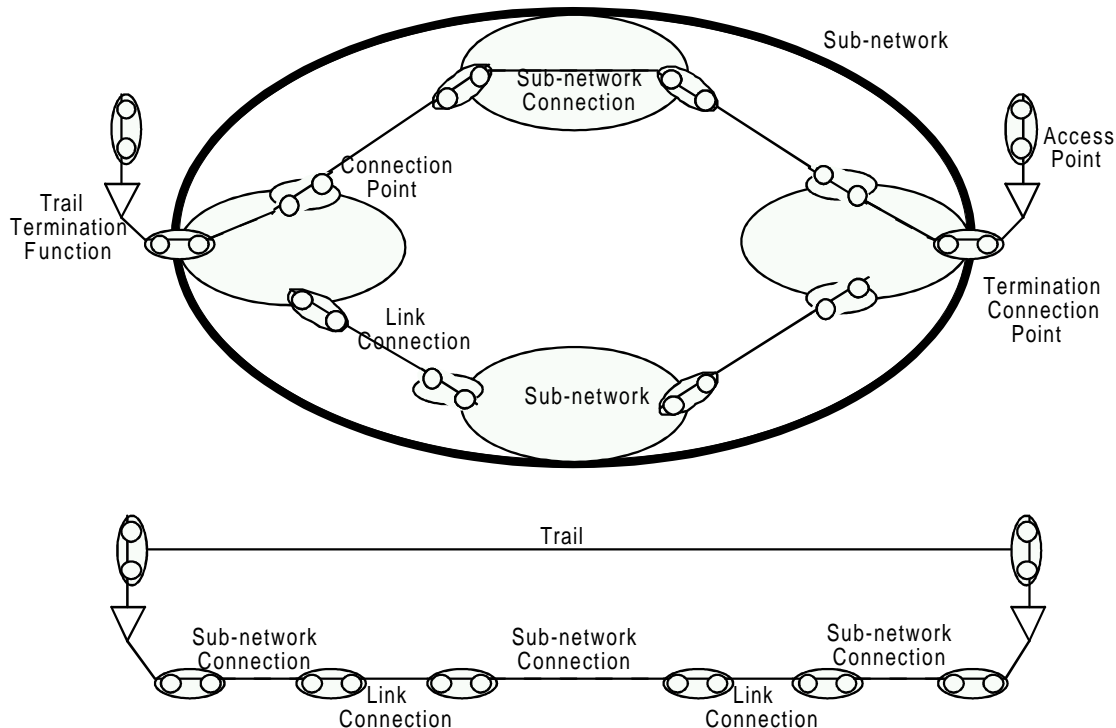 Sub-network
Sub-network
Connection
Access
Point
Connection
Point
Trail
Termination
Function
Termination
Connection
Point
Link
Connection
Sub-network
Trail
Sub-network
Connection
Sub-network
Connection
Sub-network
Connection
Link
Connection
Link
Connection